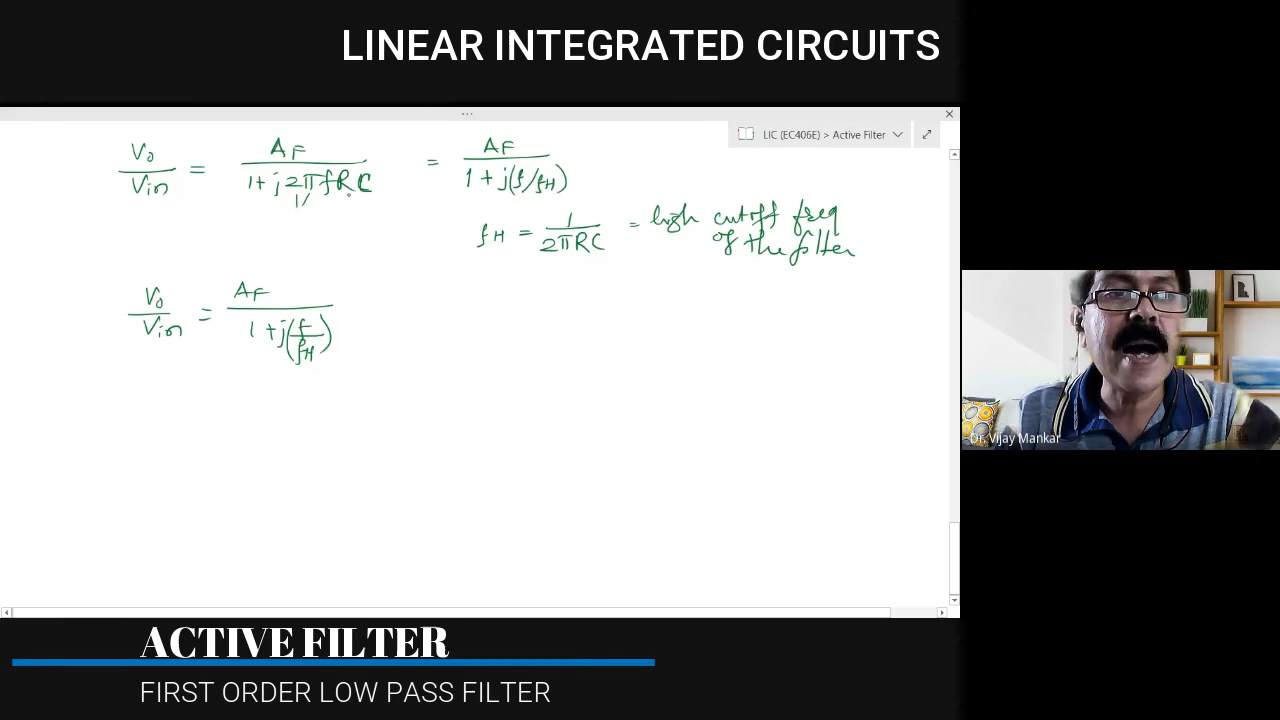 LINEAR INTEGRATED CIRCUITS
LIC (EC406E) > Active Filter
Vo/Vin = AF/(1 + j2πfRC) = AF/(1 + j(f/fH))
fH = 1/(2πRC) = high cutoff freq
of the filter
Vo/Vin = AF/(1 + j(f/fH))
Dr. Vijay Mankar
ACTIVE FILTER
FIRST ORDER LOW PASS FILTER